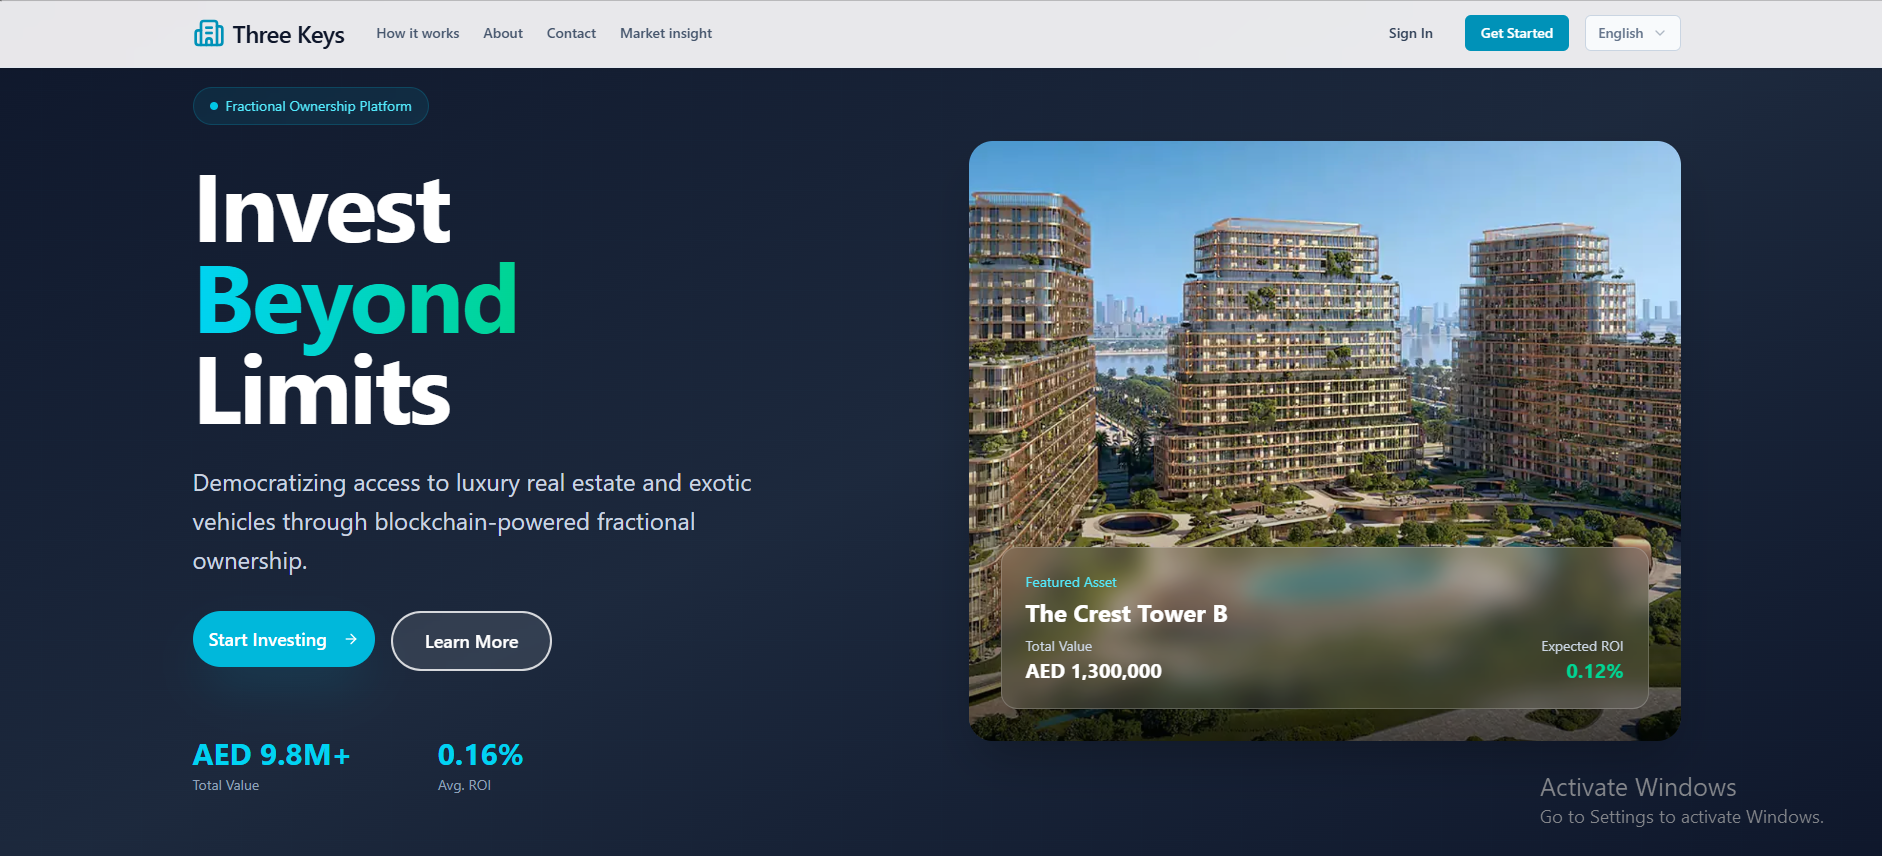 Three Keys
How it works
About
Contact
Market insight
Sign In
Get Started
English
Fractional Ownership Platform
Invest
Beyond
Limits
Democratizing access to luxury real estate and exotic
vehicles through blockchain-powered fractional
ownership.
Start Investing
Learn More
AED 9.8M+
Total Value
0.16%
Avg. ROI
Featured Asset
The Crest Tower B
Total Value
AED 1,300,000
Expected ROI
0.12%
Activate Windows
Go to Settings to activate Windows.